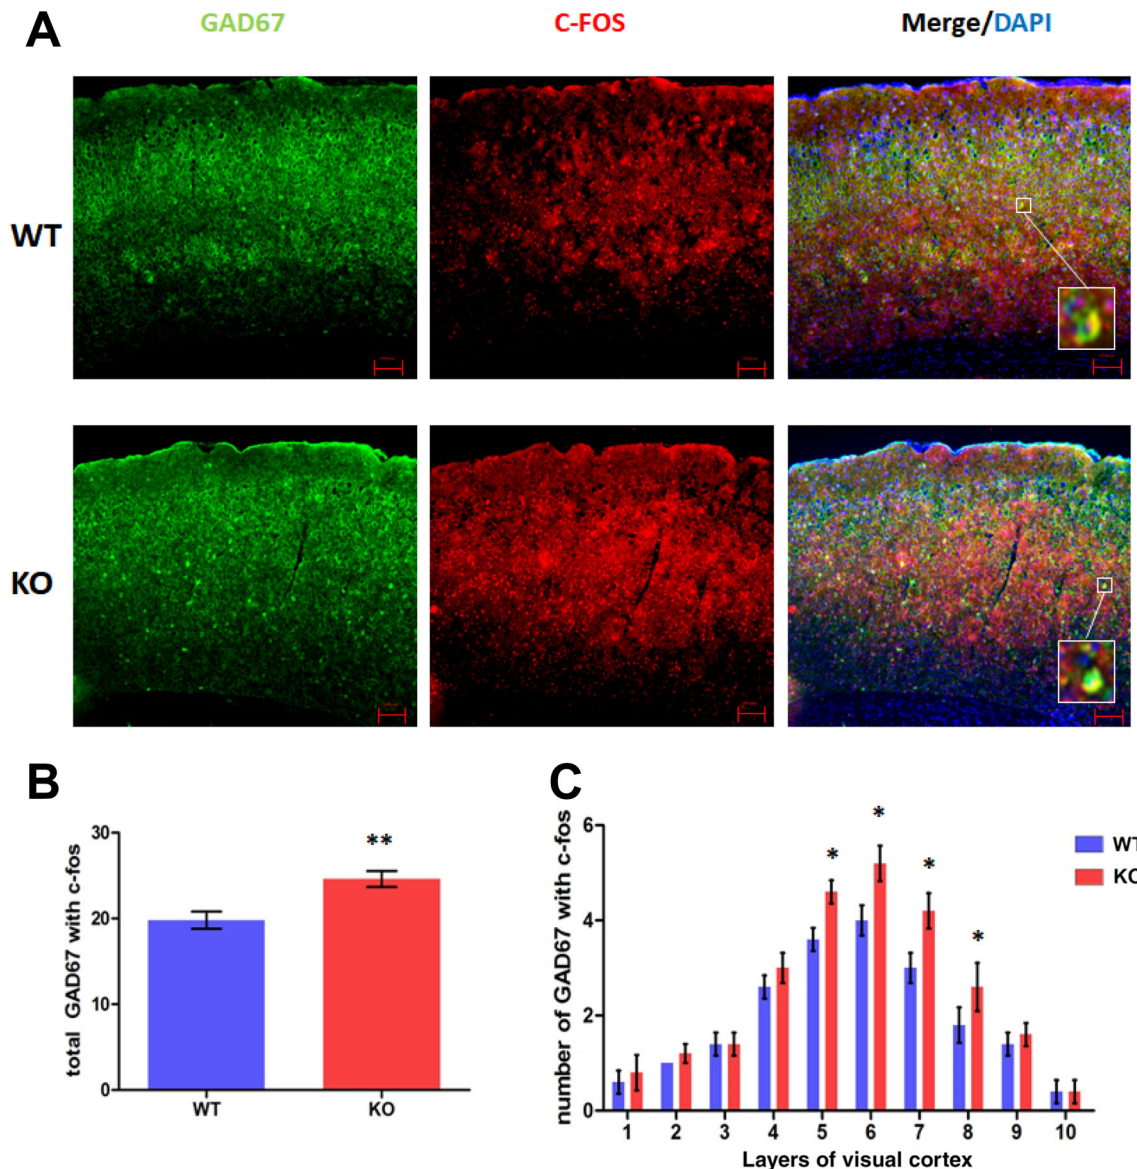 A
GAD67
C-FOS
Merge/DAPI
WT
KO
B
total GAD67 with c-fos
30
20
10
0
**
WT
KO
C
number of GAD67 with c-fos
6
4
2
0
*
*
*
*
WT
KO
1 2 3 4 5 6 7 8 9 10
Layers of visual cortex